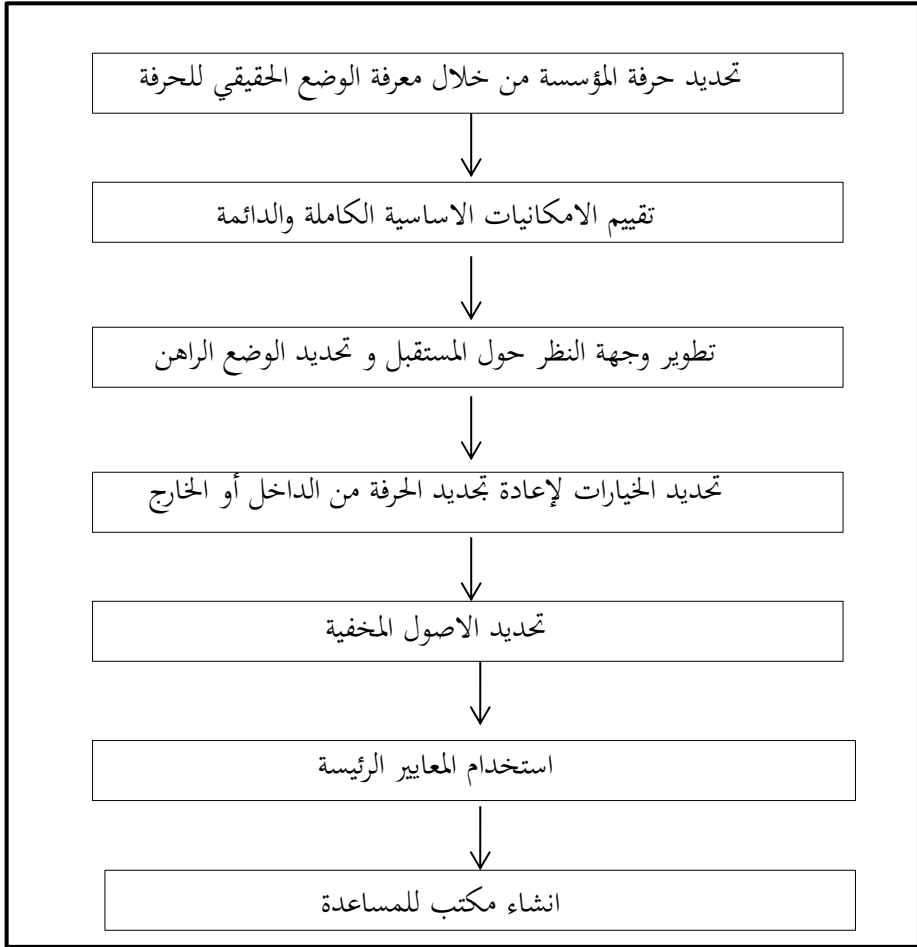 تحديد حرفة المؤسسة من خلال معرفة الوضع الحقيقي للحرفة
تقييم الامكانيات الاساسية الكاملة والدائمة
تطوير وجهة النظر حول المستقبل و تحديد الوضع الراهن
تحديد الخيارات لإعادة تجديد الحرفة من الداخل أو الخارج
تحديد الاصول المخفية
استخدام المعايير الرئيسة
انشاء مكتب للمساعدة